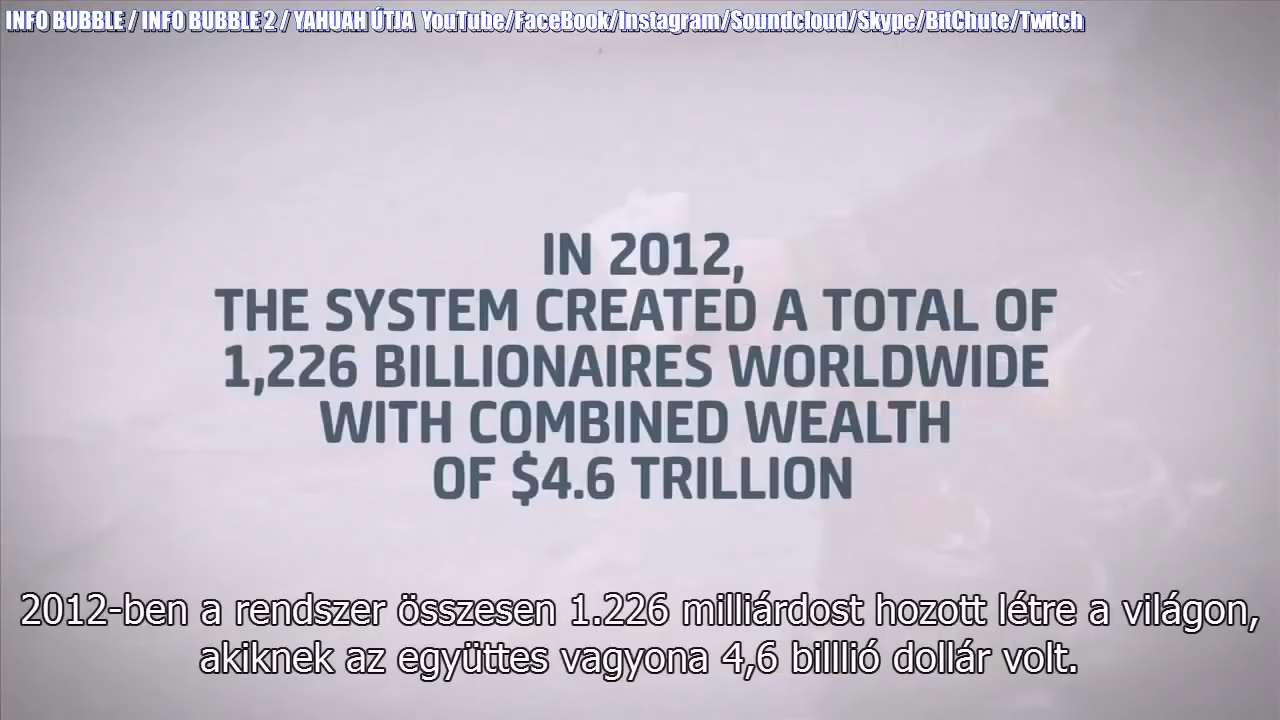 INFO BUBBLE / INFO BUBBLE 2 / YAHUAH ÚTJA YouTube/FaceBook/Instagram/Soundcloud/Skype/BitChute/Twitch
IN 2012,
THE SYSTEM CREATED A TOTAL OF
1,226 BILLIONAIRES WORLDWIDE
WITH COMBINED WEALTH
OF $4.6 TRILLION
2012-ben a rendszer összesen 1.226 milliárdost hozott létre a világon,
akiknek az együttes vagyona 4,6 billlió dollár volt.